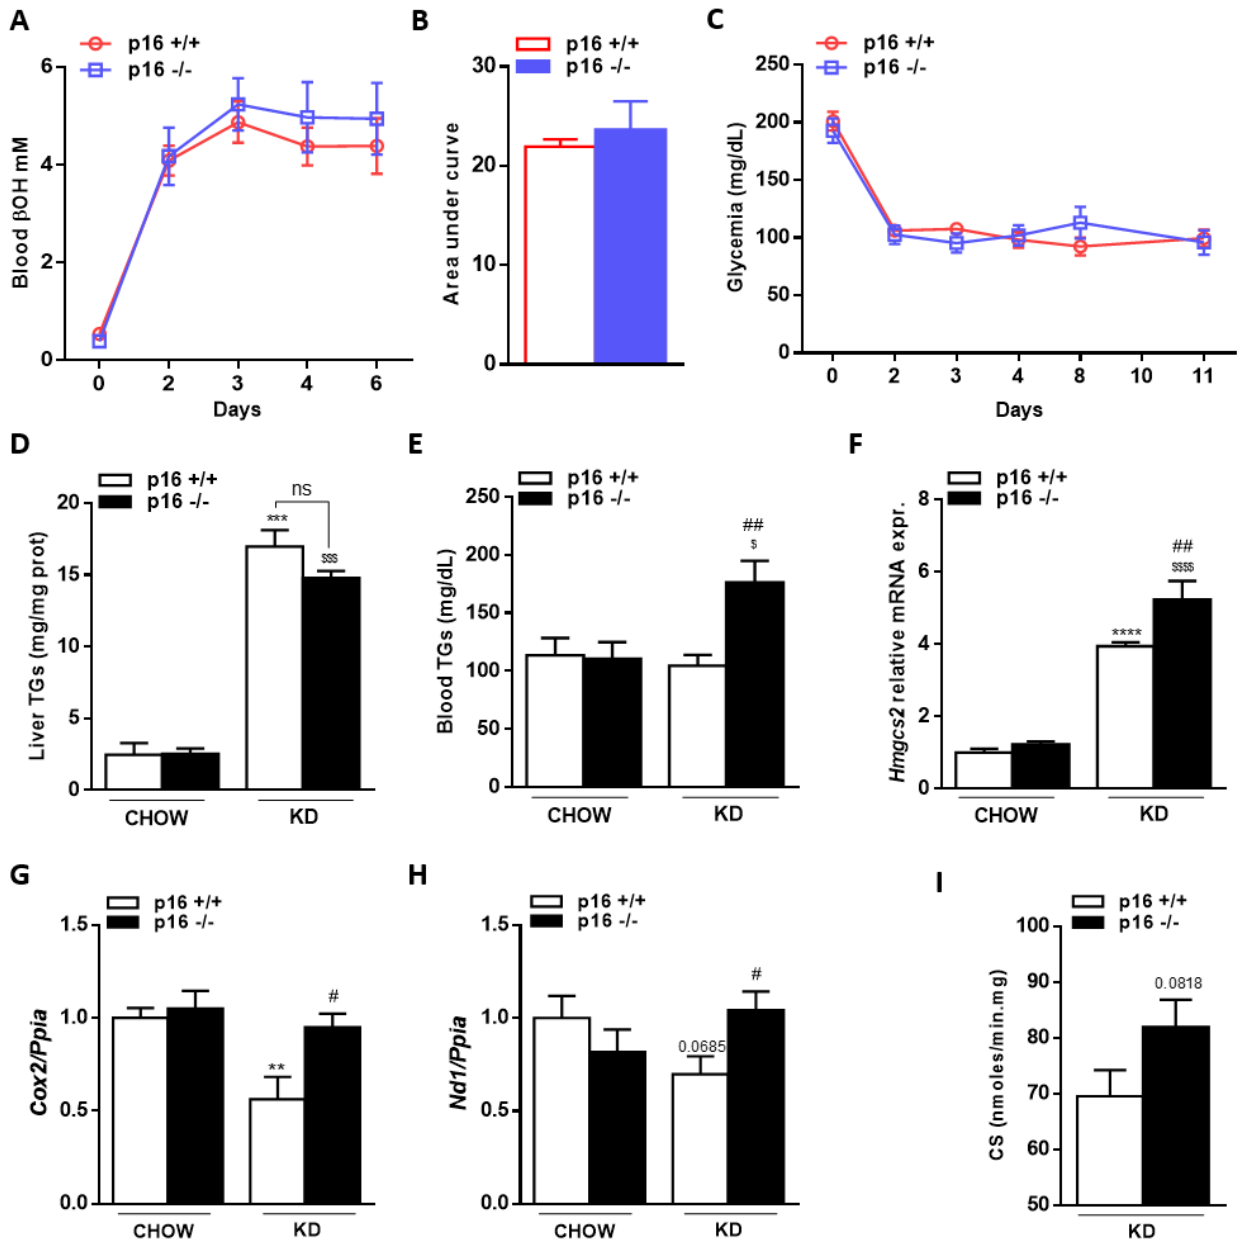 A
p16 +/+
p16 -/-
Blood βOH mM
6
4
2
0
0 2 3 4 6
Days
B
p16 +/+
p16 -/-
Area under curve
30
20
10
0
C
p16 +/+
p16 -/-
Glycemia (mg/dL)
250
200
150
100
50
0
0 2 3 4 8 10 11
Days
D
p16 +/+
p16 -/-
Liver TGs (mg/mg prot)
20
15
10
5
0
ns
***
$$$
CHOW KD
E
p16 +/+
p16 -/-
Blood TGs (mg/dL)
250
200
150
100
50
0
##
$
CHOW KD
F
p16 +/+
p16 -/-
Hmgcs2 relative mRNA expr.
8
6
4
2
0
##
$$$$
****
CHOW KD
G
p16 +/+
p16 -/-
Cox2/Ppia
1.5
1.0
0.5
0.0
#
**
CHOW KD
H
p16 +/+
p16 -/-
Nd1/Ppia
1.5
1.0
0.5
0.0
#
0.0685
CHOW KD
I
p16 +/+
p16 -/-
CS (nmoles/min.mg)
100
90
80
70
60
50
0.0818
KD